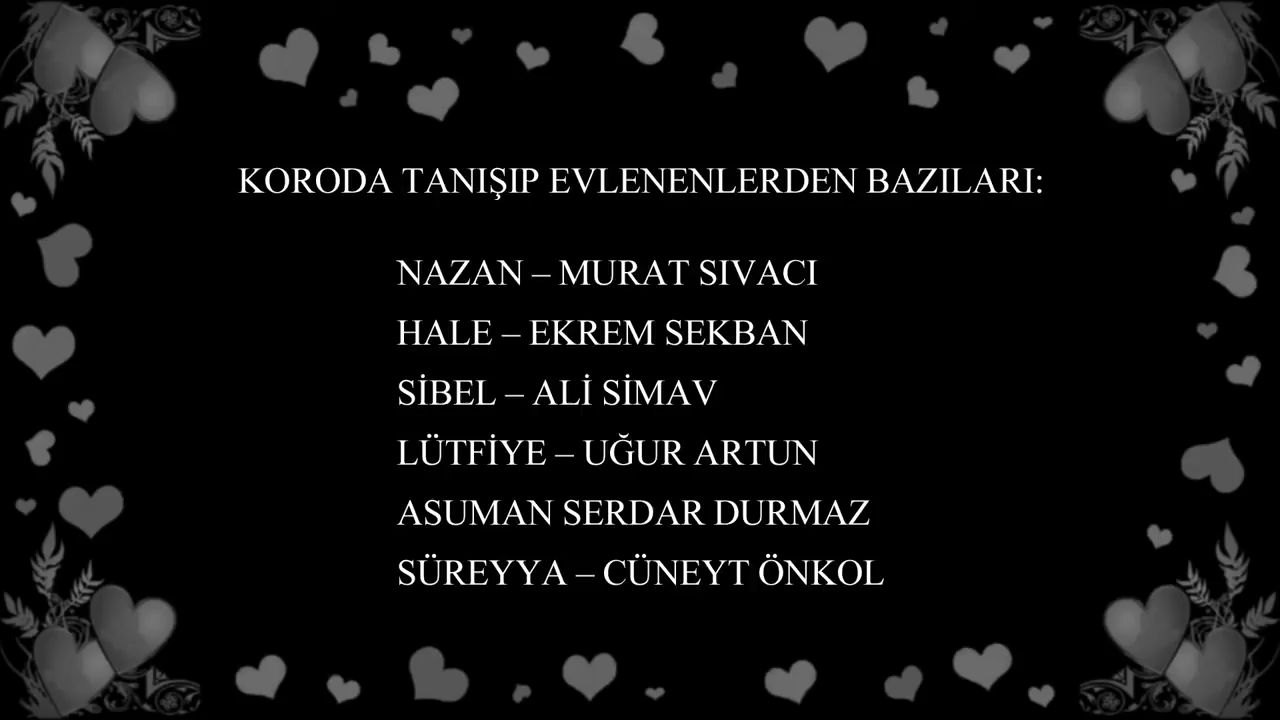 KORODA TANIŞIP EVLENENLERDEN BAZILARI:
NAZAN – MURAT SIVACI
HALE – EKREM SEKBAN
SİBEL – ALİ SİMAV
LÜTFİYE – UĞUR ARTUN
ASUMAN SERDAR DURMAZ
SÜREYYA – CÜNEYT ÖNKOL